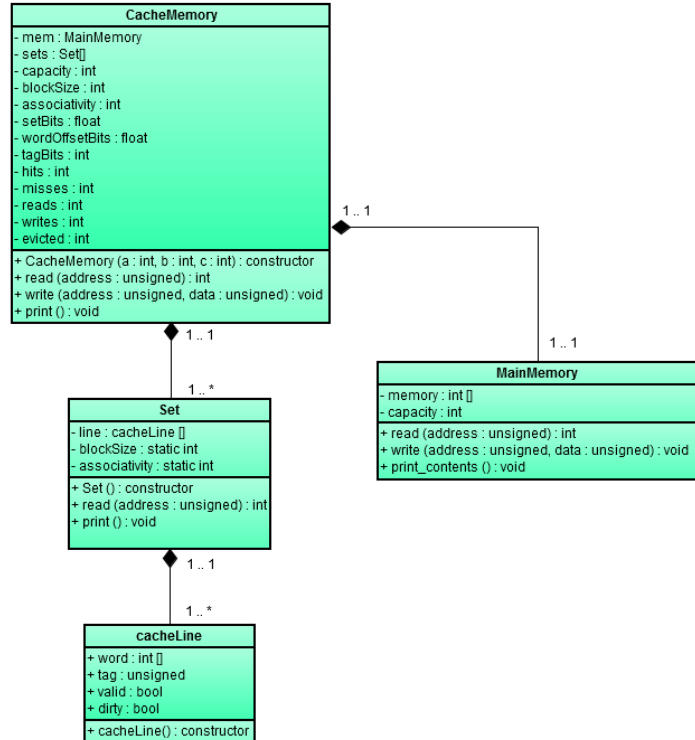 CacheMemory
- mem : MainMemory
- sets : Set[]
- capacity : int
- blockSize : int
- associativity : int
- setBits : float
- wordOffsetBits : float
- tagBits : int
- hits : int
- misses : int
- reads : int
- writes : int
- evicted : int
+ CacheMemory (a : int, b : int, c : int) : constructor
+ read (address : unsigned) : int
+ write (address : unsigned, data : unsigned) : void
+ print () : void
1 .. 1
1 .. 1
1 .. 1
MainMemory
- memory : int []
- capacity : int
+ read (address : unsigned) : int
+ write (address : unsigned, data : unsigned) : void
+ print_contents () : void
1 .. *
Set
- line : cacheLine []
- blockSize : static int
- associativity : static int
+ Set () : constructor
+ read (address : unsigned) : int
+ print () : void
1 .. 1
1 .. *
cacheLine
+ word : int []
+ tag : unsigned
+ valid : bool
+ dirty : bool
+ cacheLine() : constructor